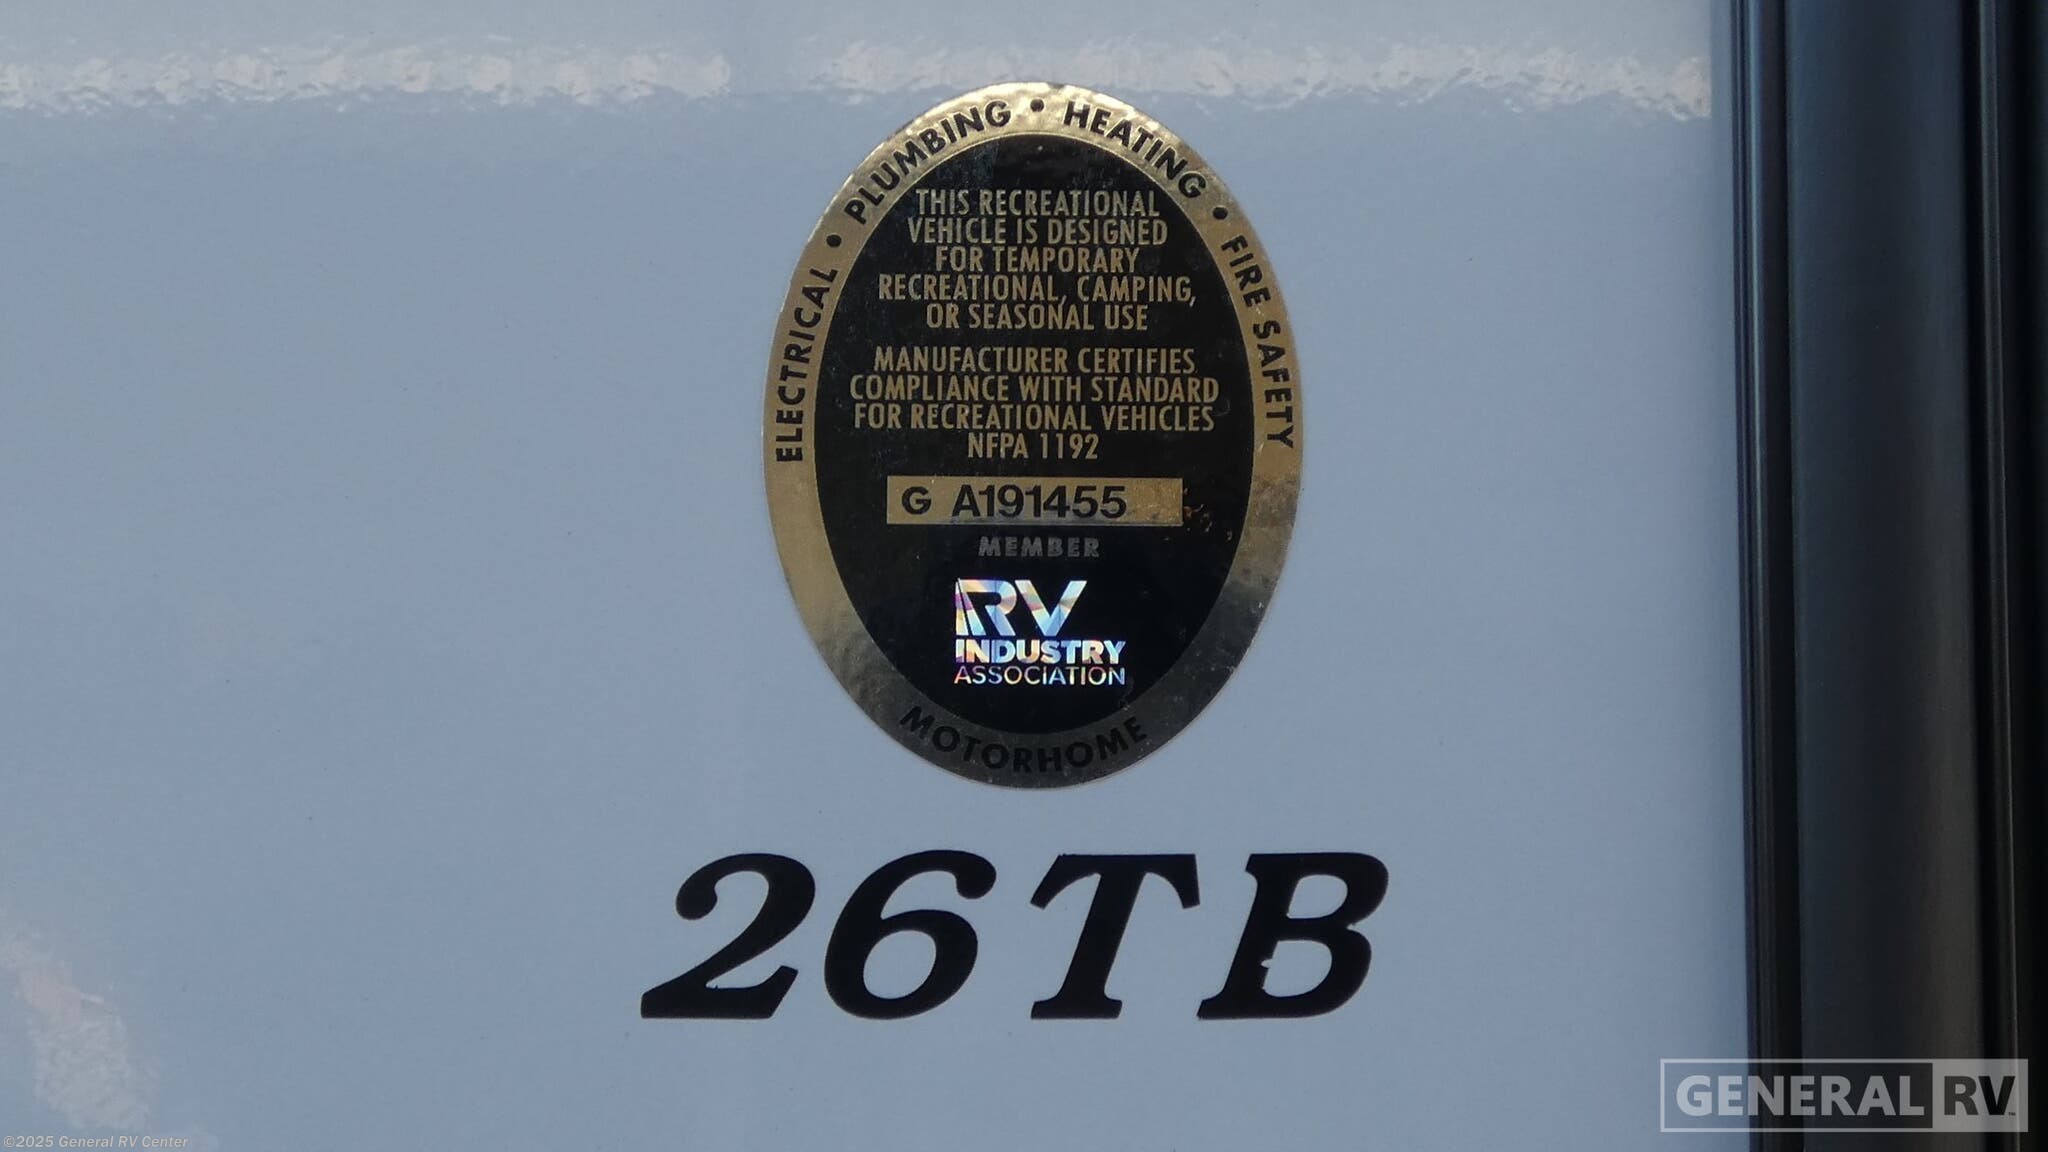 ELECTRICAL • PLUMBING • HEATING • FIRE SAFETY
THIS RECREATIONAL
VEHICLE IS DESIGNED
FOR TEMPORARY
RECREATIONAL, CAMPING,
OR SEASONAL USE
MANUFACTURER CERTIFIES
COMPLIANCE WITH STANDARD
FOR RECREATIONAL VEHICLES
NFPA 1192
G A191455
MEMBER
RV
INDUSTRY
ASSOCIATION
MOTORHOME
26TB
GENERAL RV
©2025 General RV Center